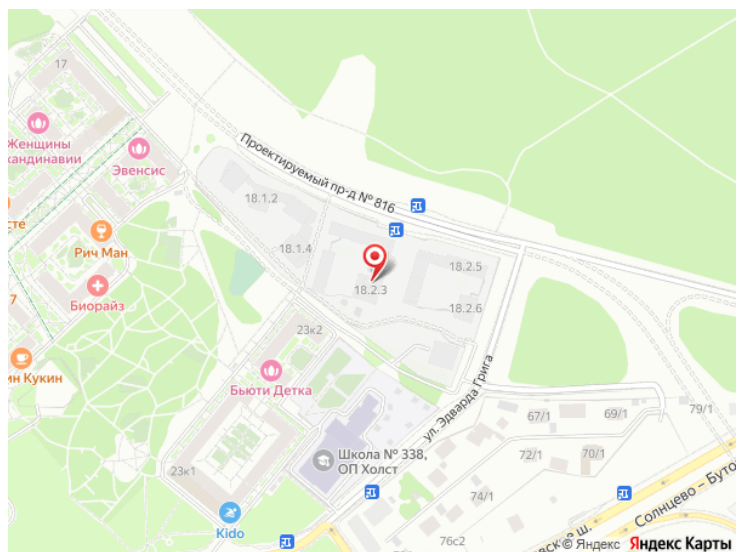 17
Женщины
кандинавии
Эвенсис
Проектируемый пр-д № 816
18.1.2
сте
Рич Ман
18.1.4
18.2.5
18.2.3
7
Биорайз
18.2.6
23к2
ин Кукин
Бьюти Детка
ул. Эдварда Грига
67/1
69/1
79/1
Школа № 338,
ОП Холст
72/1
70/1
23к1
74/1
Kido
76с2
вское ш.
Солнцево – Буто
© Яндекс Яндекс Карты